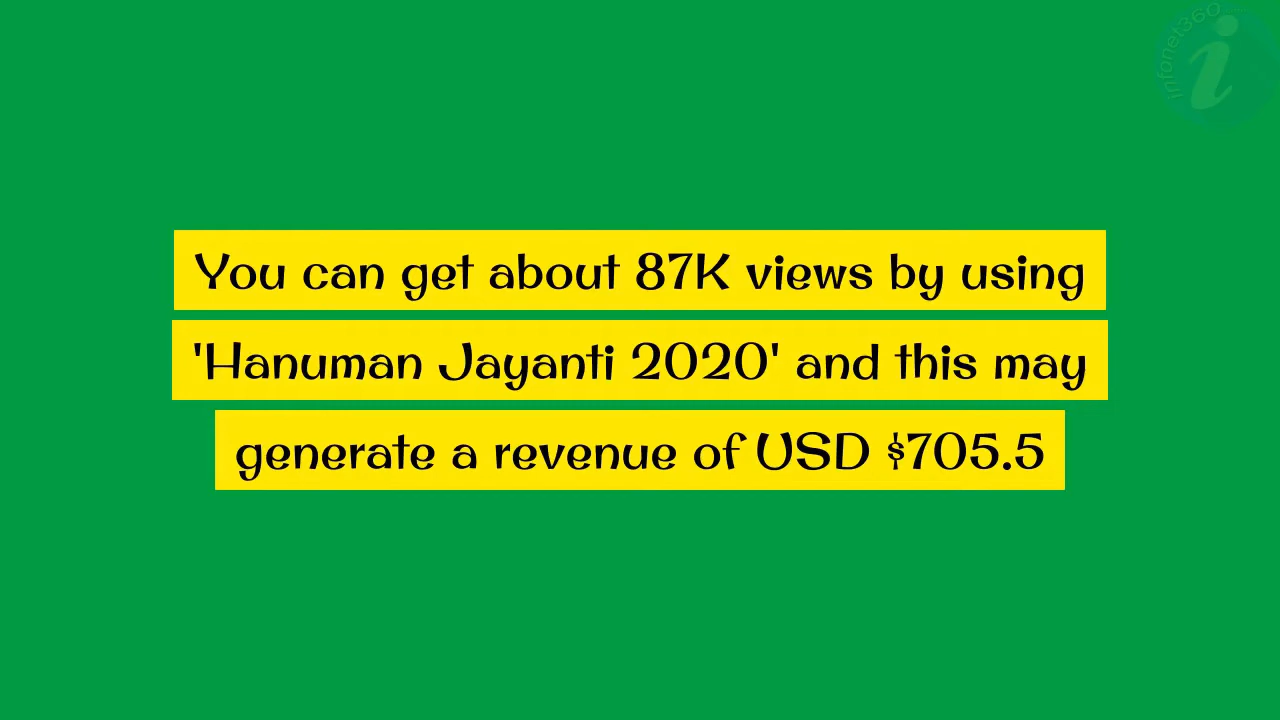 infonet360
You can get about 87K views by using
'Hanuman Jayanti 2020' and this may
generate a revenue of USD $705.5